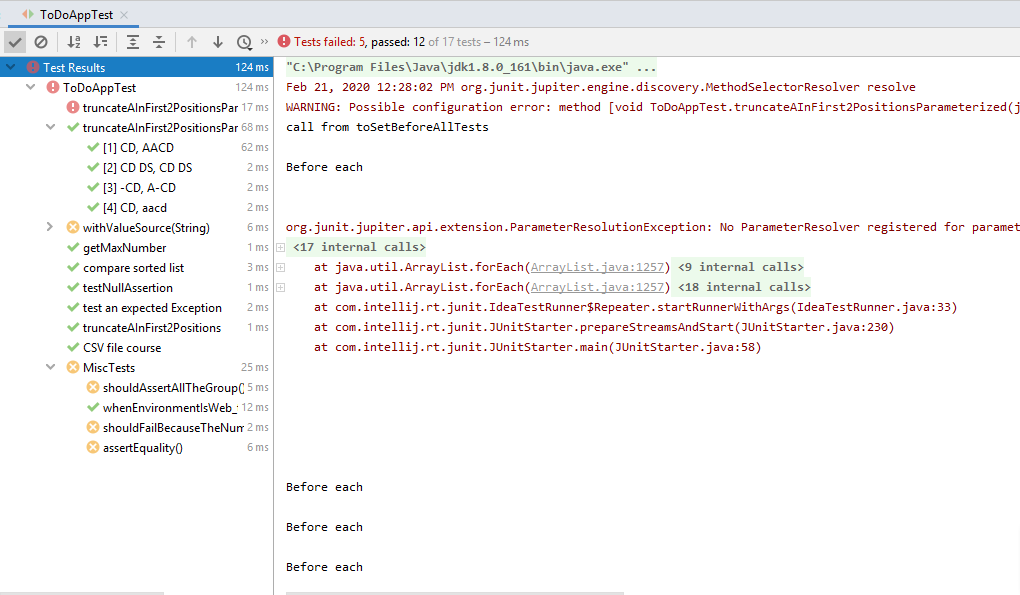 ToDoAppTest
Tests failed: 5, passed: 12 of 17 tests – 124 ms
Test Results 124 ms
ToDoAppTest 124 ms
truncateAInFirst2PositionsPar 17 ms
truncateAInFirst2PositionsPar 68 ms
[1] CD, AACD 62 ms
[2] CD DS, CD DS 2 ms
[3] -CD, A-CD 2 ms
[4] CD, aacd 2 ms
withValueSource(String) 6 ms
getMaxNumber 1 ms
compare sorted list 3 ms
testNullAssertion 1 ms
test an expected Exception 2 ms
truncateAInFirst2Positions 1 ms
CSV file course
MiscTests 25 ms
shouldAssertAllTheGroup() 5 ms
whenEnvironmentIsWeb_ 12 ms
shouldFailBecauseTheNum 2 ms
assertEquality() 6 ms
"C:\Program Files\Java\jdk1.8.0_161\bin\java.exe" ...
Feb 21, 2020 12:28:02 PM org.junit.jupiter.engine.discovery.MethodSelectorResolver resolve
WARNING: Possible configuration error: method [void ToDoAppTest.truncateAInFirst2PositionsParameterized(j
call from toSetBeforeAllTests
Before each
org.junit.jupiter.api.extension.ParameterResolutionException: No ParameterResolver registered for paramet
<17 internal calls>
at java.util.ArrayList.forEach(ArrayList.java:1257) <9 internal calls>
at java.util.ArrayList.forEach(ArrayList.java:1257) <18 internal calls>
at com.intellij.rt.junit.IdeaTestRunner$Repeater.startRunnerWithArgs(IdeaTestRunner.java:33)
at com.intellij.rt.junit.JUnitStarter.prepareStreamsAndStart(JUnitStarter.java:230)
at com.intellij.rt.junit.JUnitStarter.main(JUnitStarter.java:58)
Before each
Before each
Before each